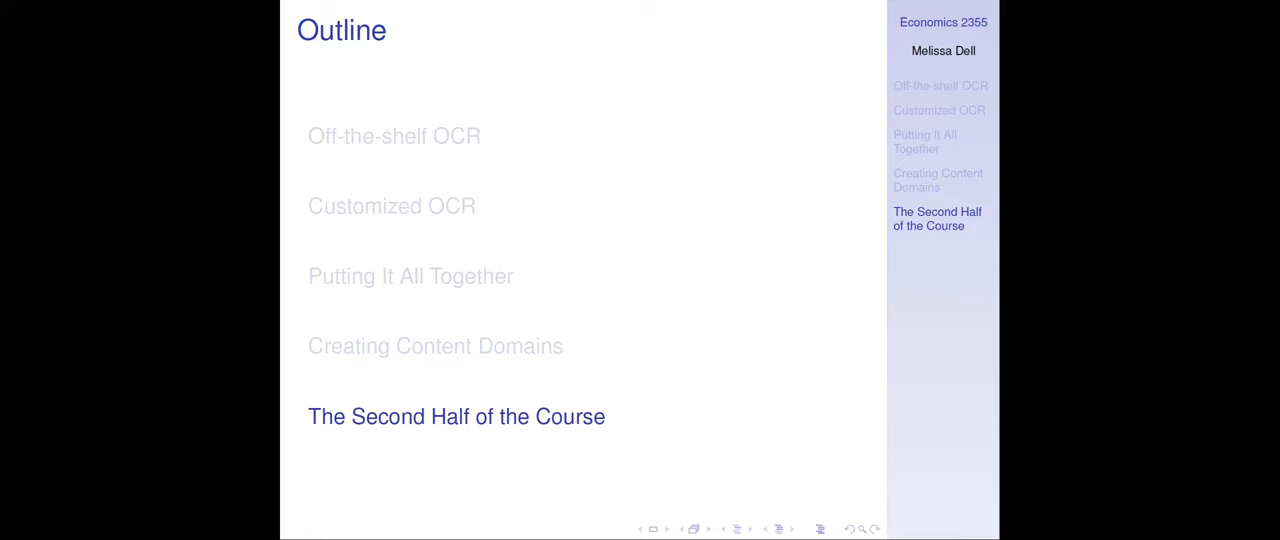 Outline
Off-the-shelf OCR
Customized OCR
Putting It All Together
Creating Content Domains
The Second Half of the Course
Economics 2355
Melissa Dell
Off-the-shelf OCR
Customized OCR
Putting It All
Together
Creating Content
Domains
The Second Half
of the Course